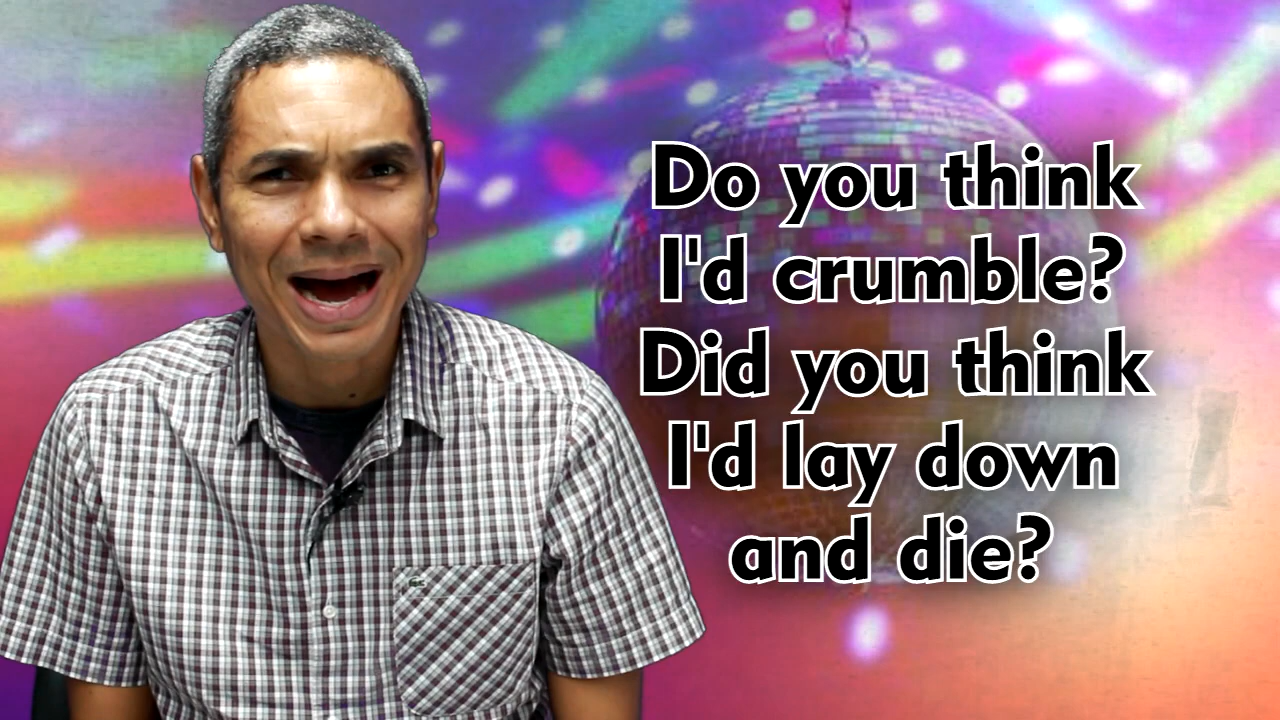 Do you think
I'd crumble?
Did you think
I'd lay down
and die?